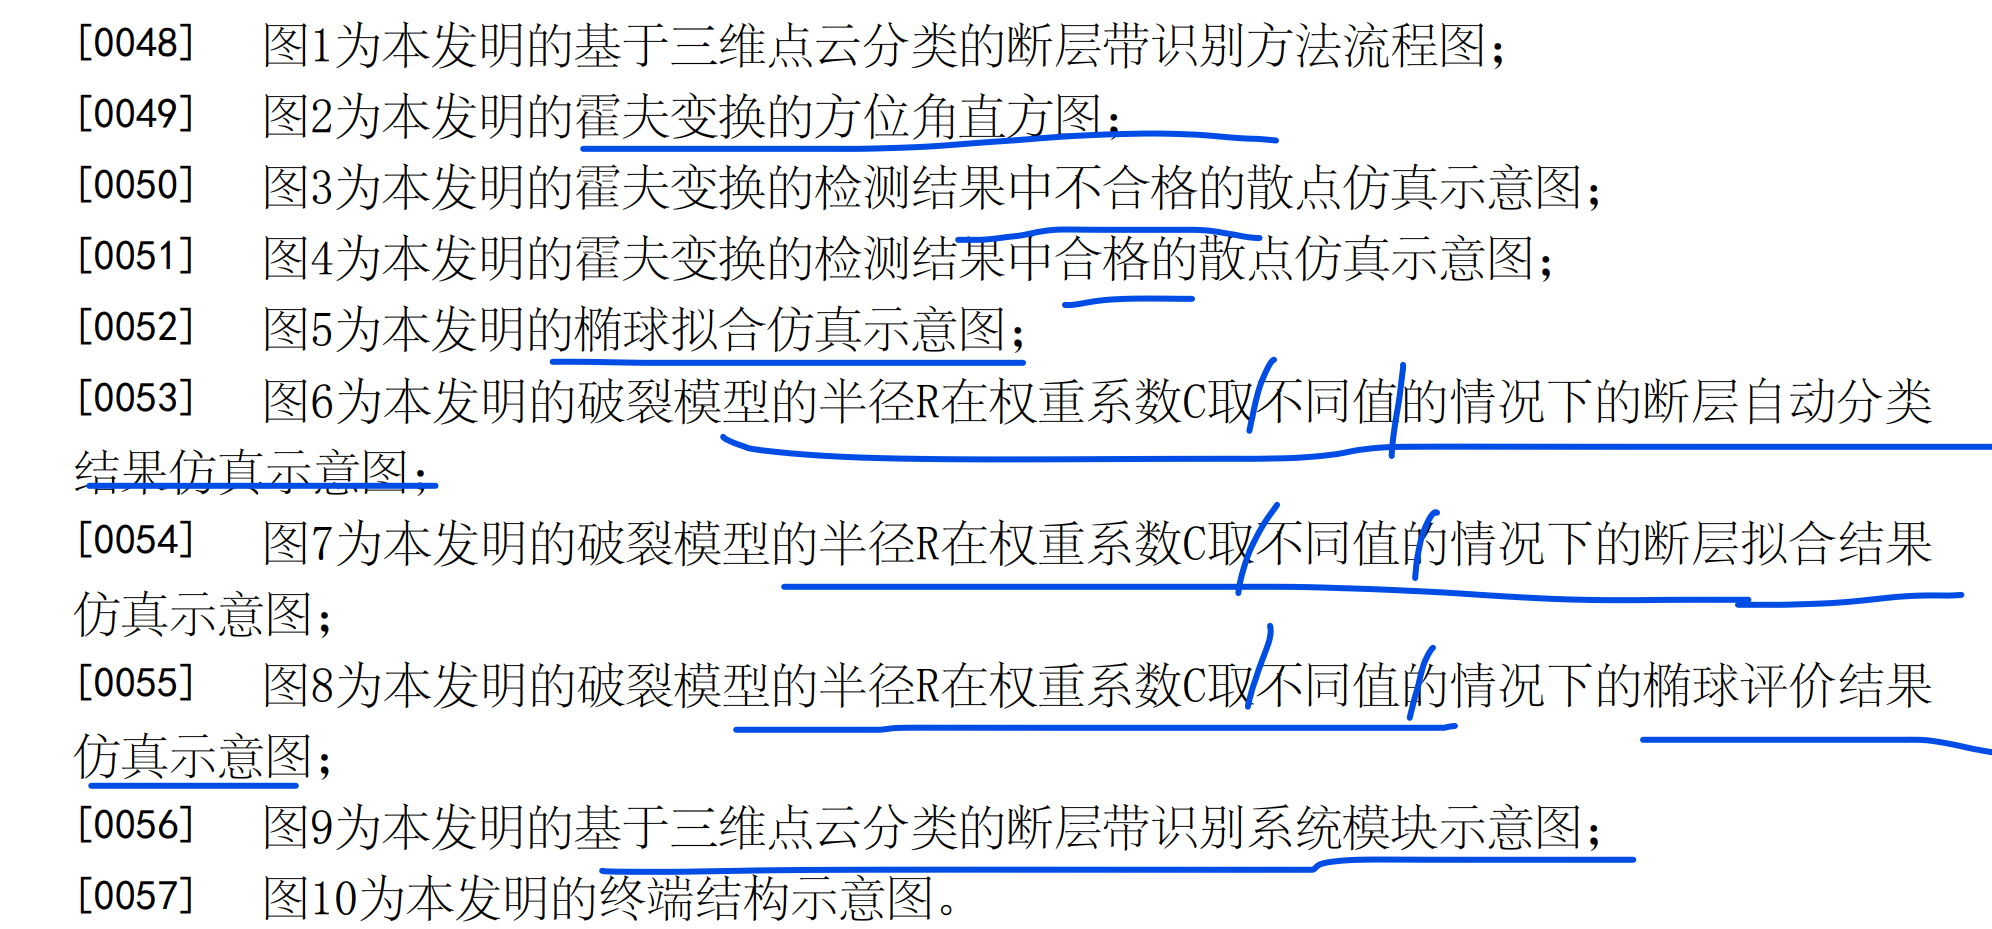 [0048] 图1为本发明的基于三维点云分类的断层带识别方法流程图；
[0049] 图2为本发明的霍夫变换的方位角直方图；
[0050] 图3为本发明的霍夫变换的检测结果中不合格的散点仿真示意图；
[0051] 图4为本发明的霍夫变换的检测结果中合格的散点仿真示意图；
[0052] 图5为本发明的椭球拟合仿真示意图；
[0053] 图6为本发明的破裂模型的半径R在权重系数C取不同值的情况下的断层自动分类
结果仿真示意图；
[0054] 图7为本发明的破裂模型的半径R在权重系数C取不同值的情况下的断层拟合结果
仿真示意图；
[0055] 图8为本发明的破裂模型的半径R在权重系数C取不同值的情况下的椭球评价结果
仿真示意图；
[0056] 图9为本发明的基于三维点云分类的断层带识别系统模块示意图；
[0057] 图10为本发明的终端结构示意图。